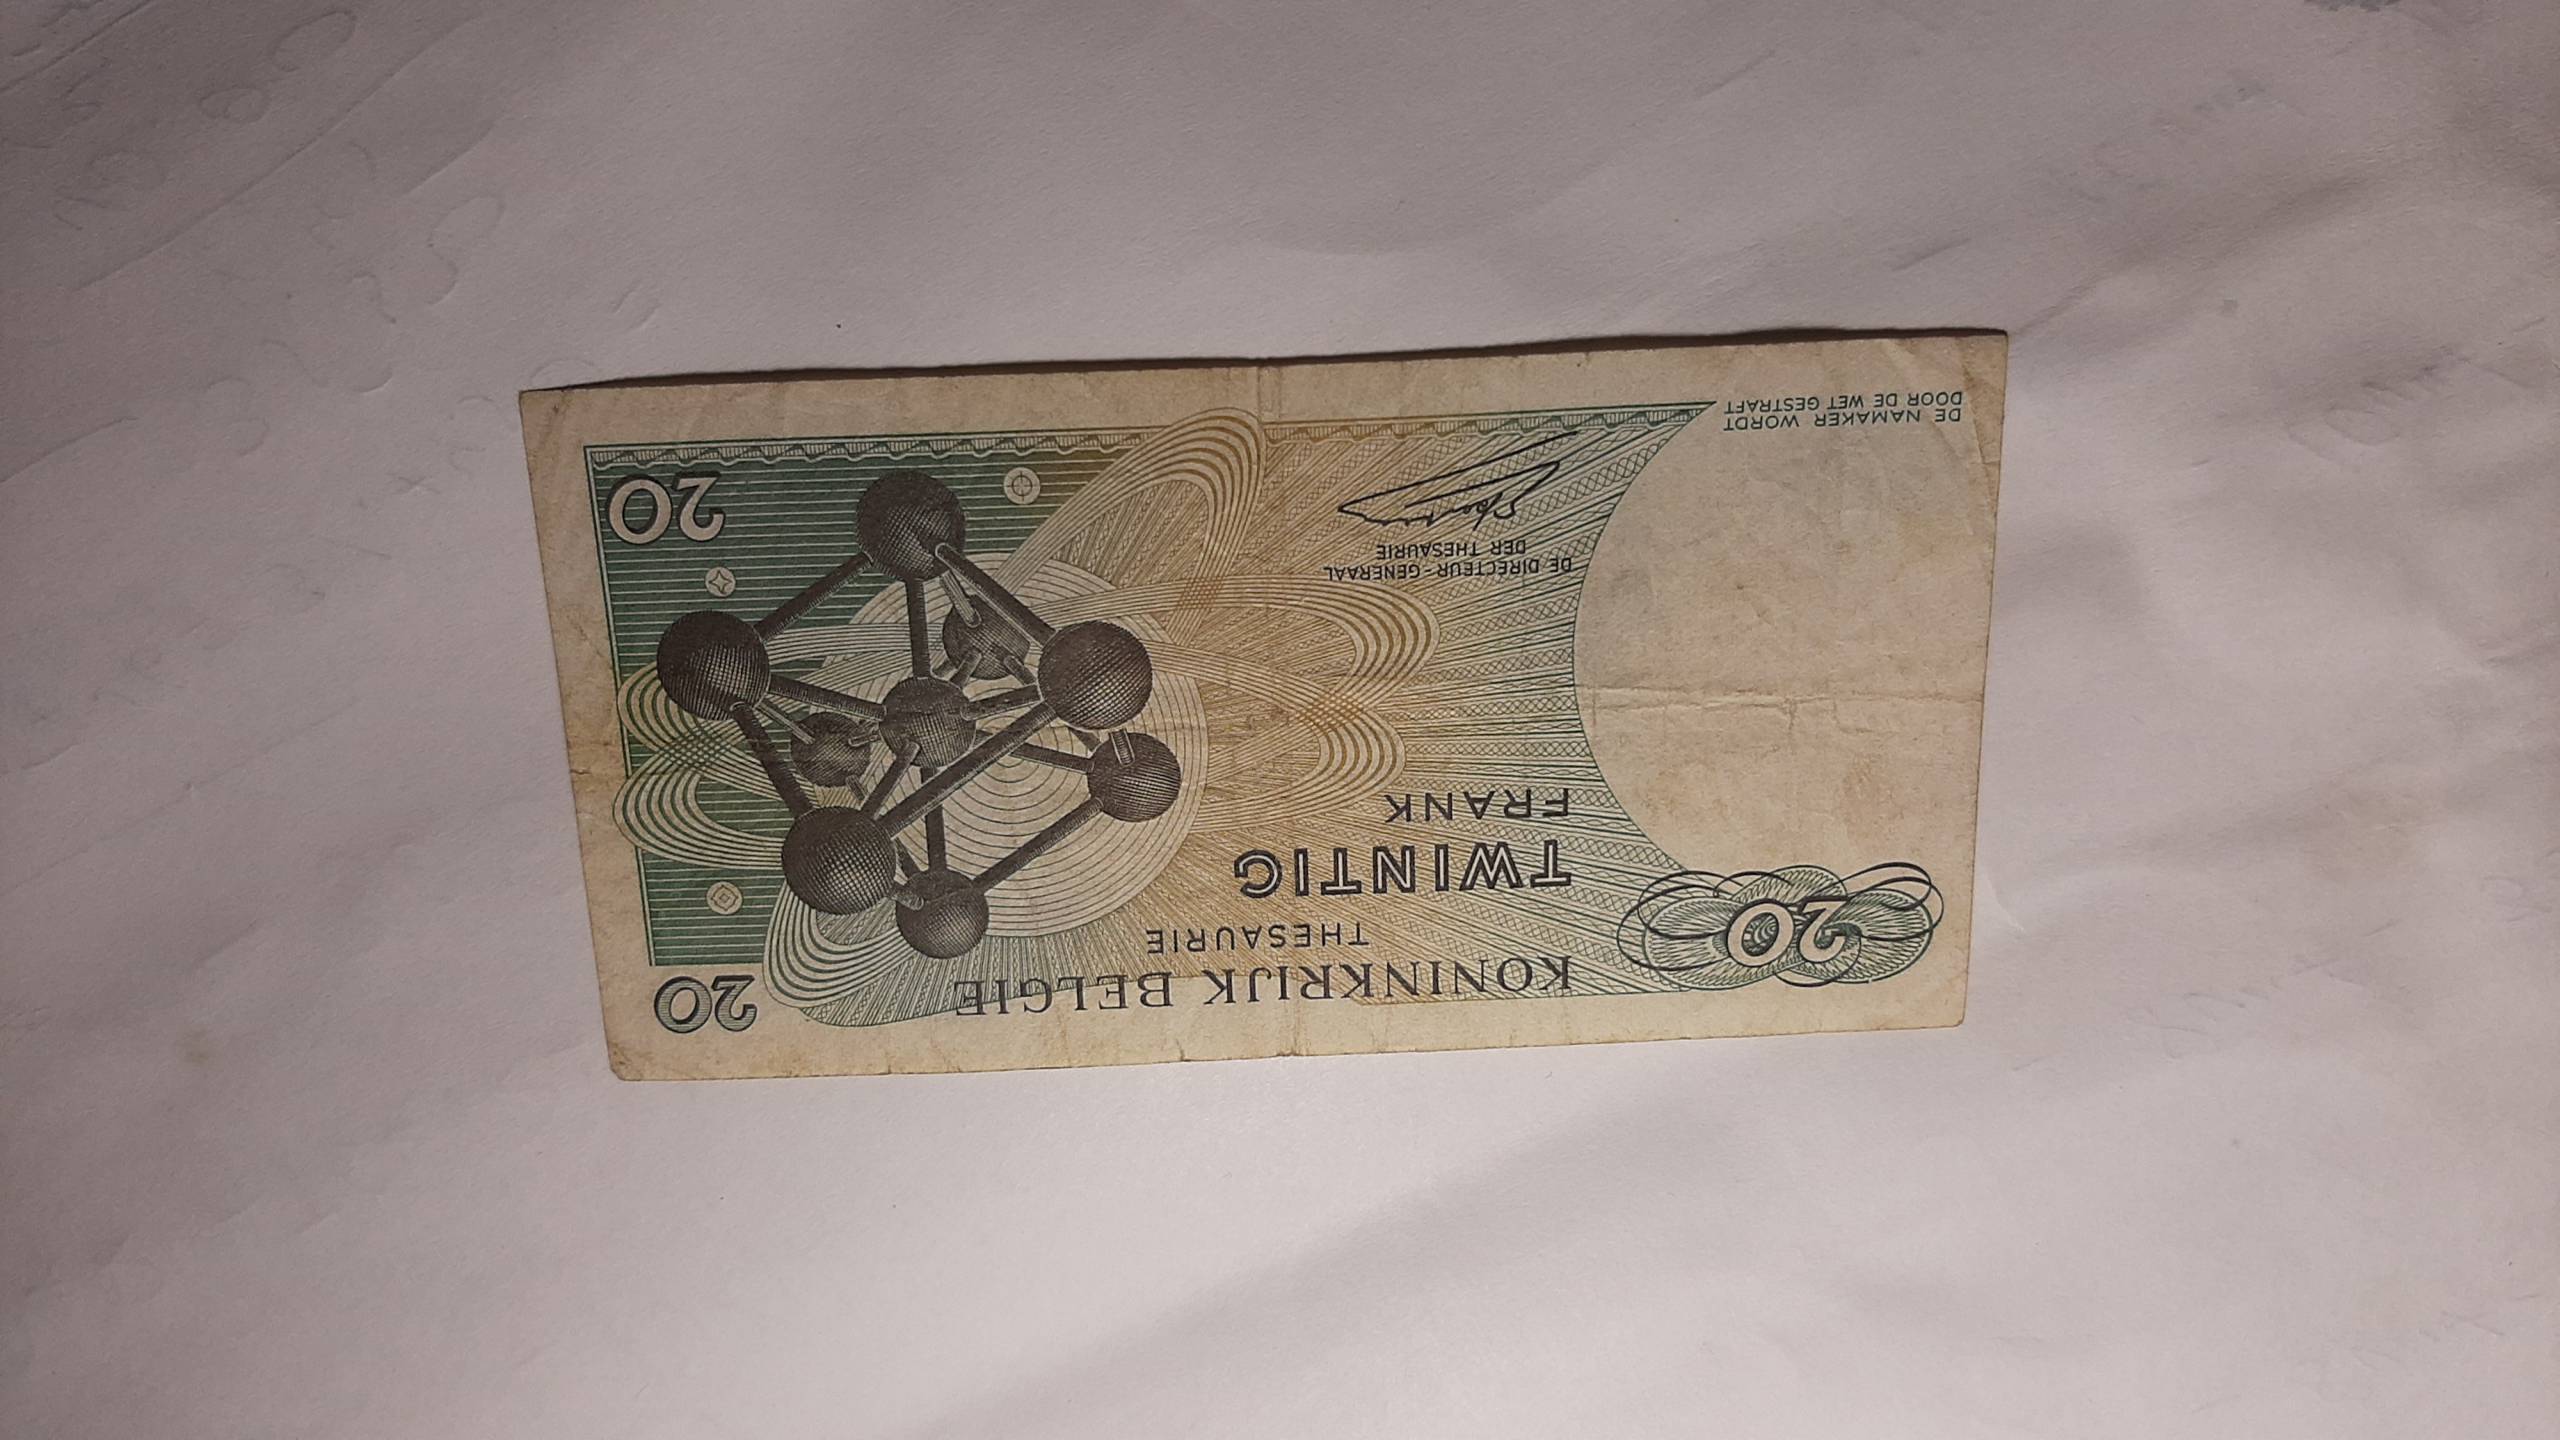 20
KONINKRIJK BELGIE
20
THESAURIE
TWINTIG
FRANK
DE DIRECTEUR-GENERAAL
DER THESAURIE
20
DE NAMAKER WORDT
DOOR DE WET GESTRAFT